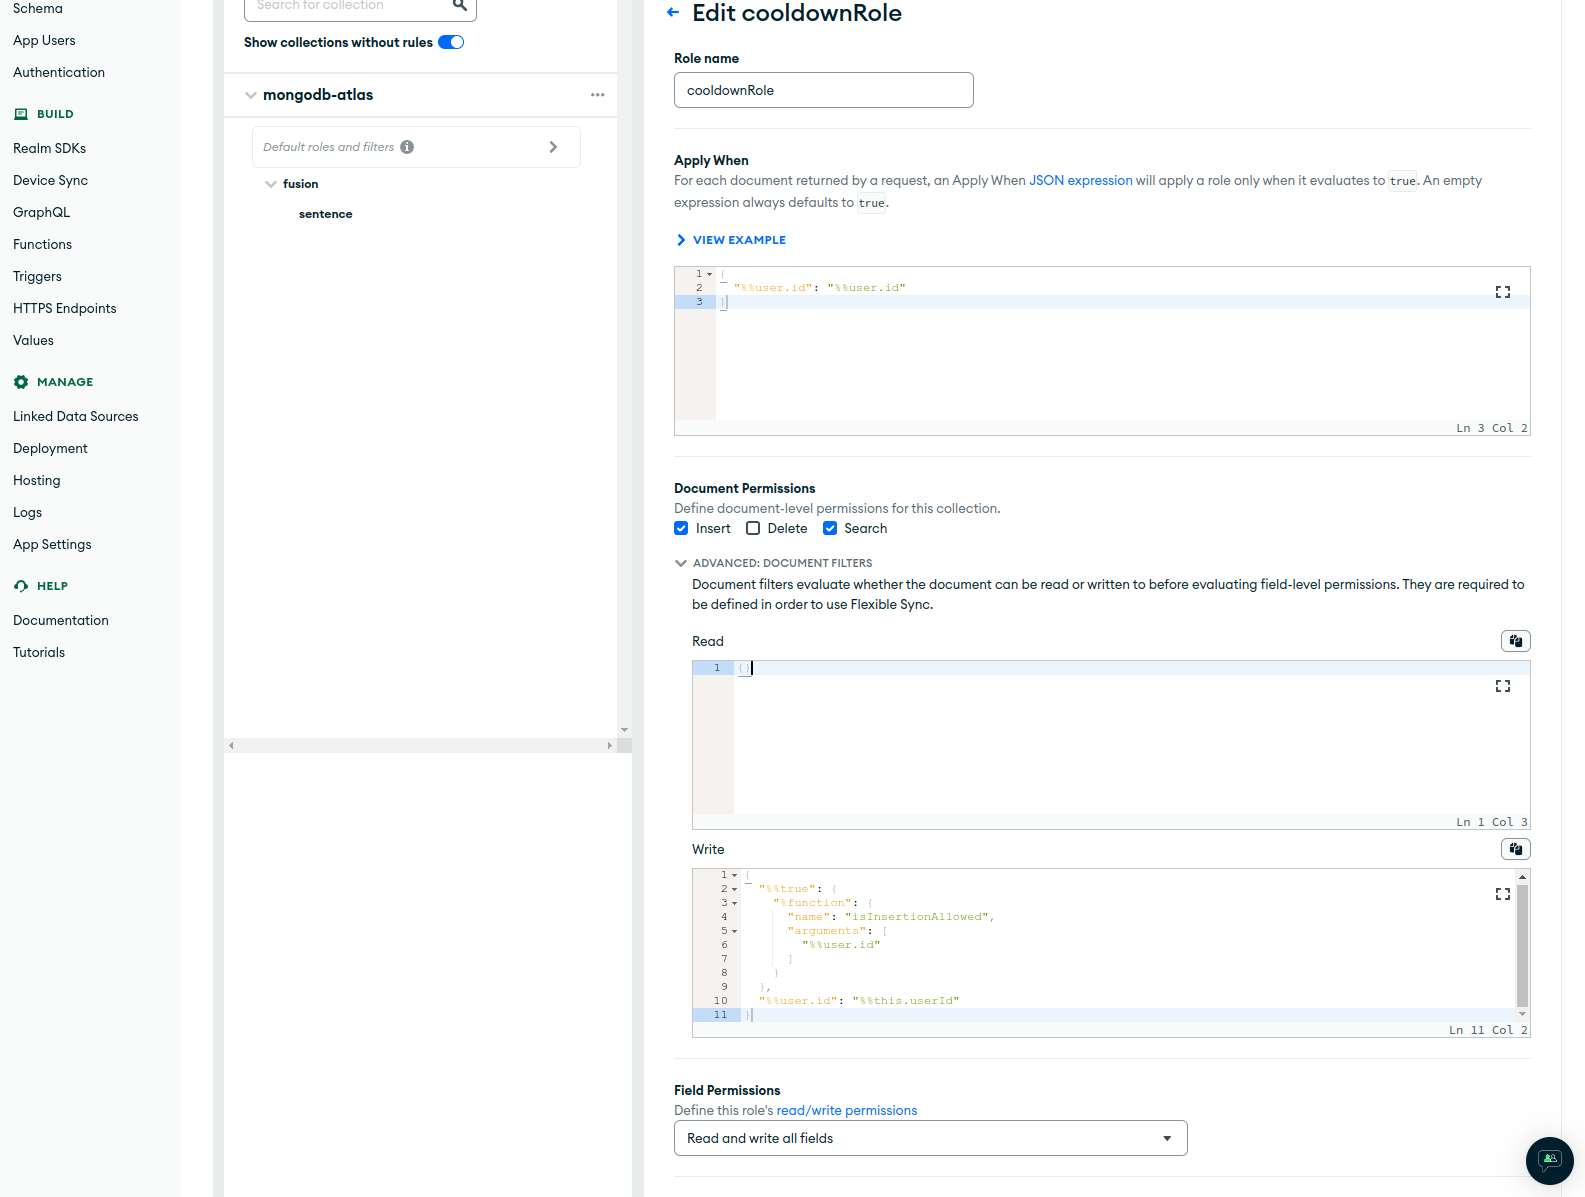 Schema
App Users
Authentication
BUILD
Realm SDKs
Device Sync
GraphQL
Functions
Triggers
HTTPS Endpoints
Values
MANAGE
Linked Data Sources
Deployment
Hosting
Logs
App Settings
HELP
Documentation
Tutorials
Search for collection
Show collections without rules
mongodb-atlas
Default roles and filters
fusion
sentence
Edit cooldownRole
Role name
cooldownRole
Apply When
For each document returned by a request, an Apply When JSON expression will apply a role only when it evaluates to true. An empty
expression always defaults to true.
VIEW EXAMPLE
1 {
2 "%%user.id": "%%user.id"
3 }
Ln 3 Col 2
Document Permissions
Define document-level permissions for this collection.
Insert Delete Search
ADVANCED: DOCUMENT FILTERS
Document filters evaluate whether the document can be read or written to before evaluating field-level permissions. They are required to
be defined in order to use Flexible Sync.
Read
1 {}
Ln 1 Col 3
Write
1 {
2 "%%true": {
3 "%function": {
4 "name": "isInsertionAllowed",
5 "arguments": [
6 "%%user.id"
7 ]
8 }
9 },
10 "%%user.id": "%%this.userId"
11 }
Ln 11 Col 2
Field Permissions
Define this role's read/write permissions
Read and write all fields